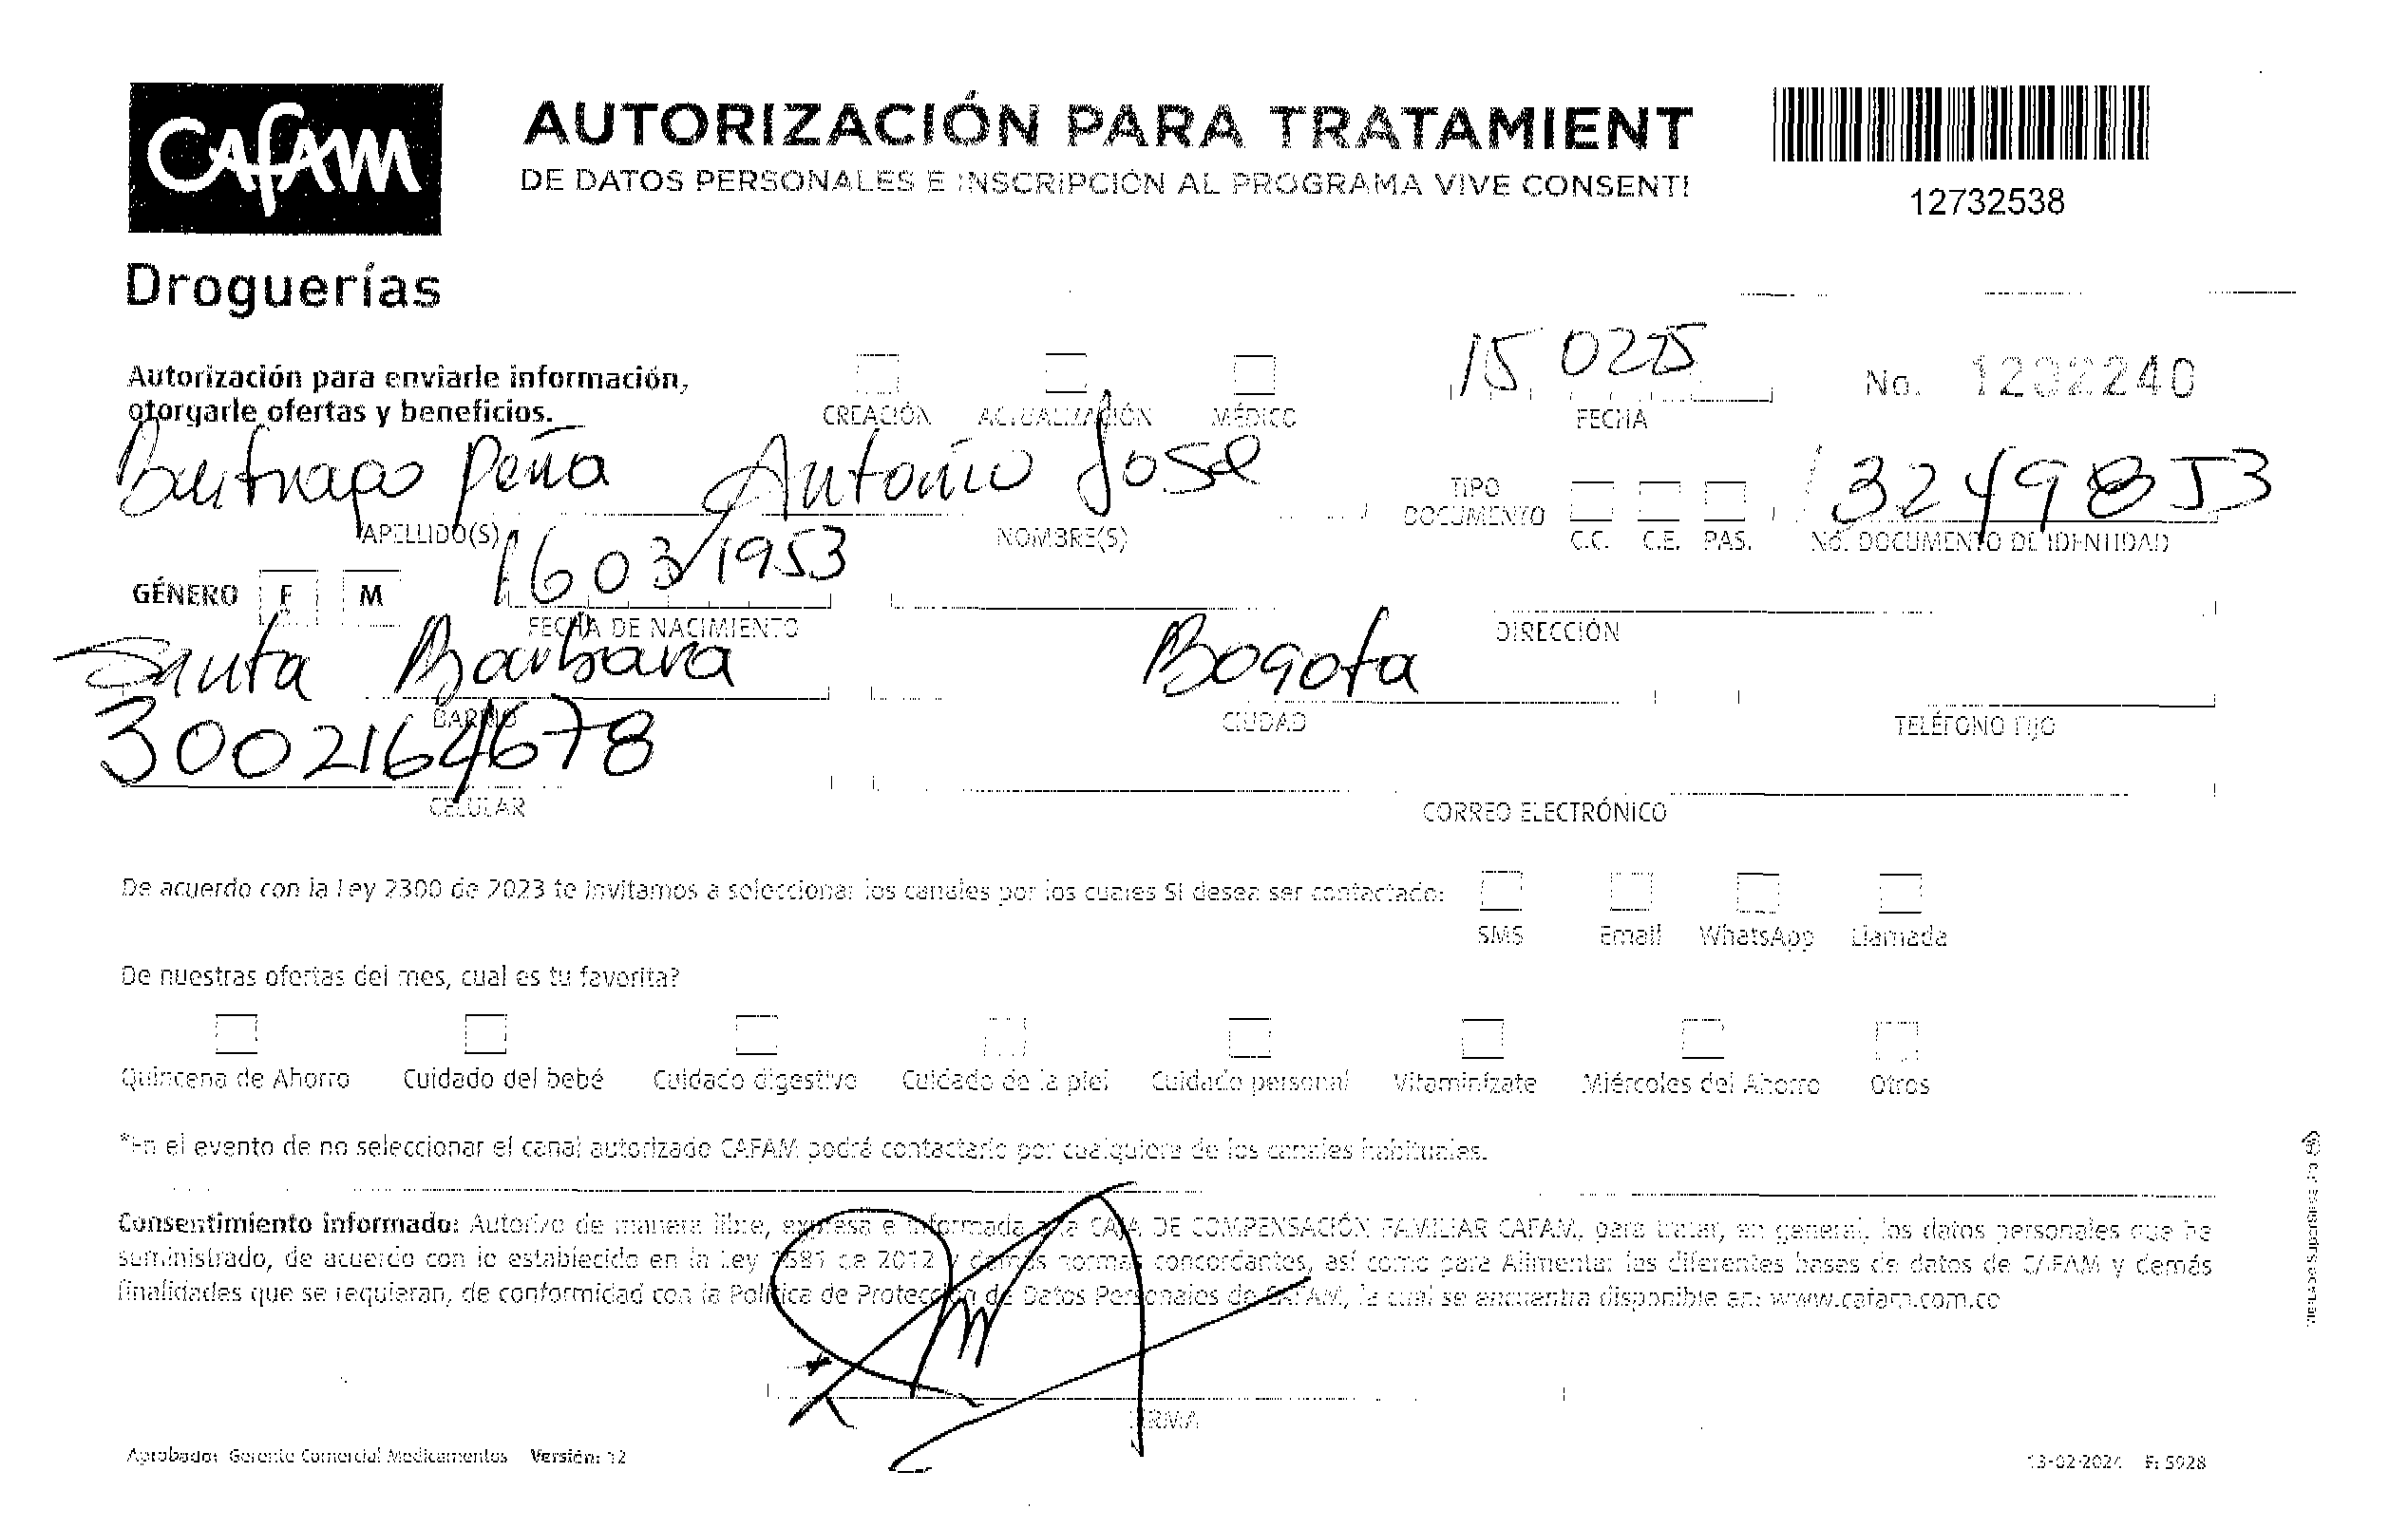 CAFAM
Droguerías
AUTORIZACIÓN PARA TRATAMIENT
DE DATOS PERSONALES E INSCRIPCIÓN AL PROGRAMA VIVE CONSENTI
12732538
Autorización para enviarle información,
otorgarle ofertas y beneficios.
CREACIÓN ACTUALIZACIÓN MÉDICO
15 0225
FECHA
No. 1202240
Buitrago Peña Antonio Jose
APELLIDO(S) NOMBRE(S)
TIPO
DOCUMENTO
C.C. C.E. PAS.
3249853
No. DOCUMENTO DE IDENTIDAD
GÉNERO F M
1603/1953
FECHA DE NACIMIENTO
DIRECCIÓN
Santa Barbara
BARRIO
Bogota
CIUDAD
TELÉFONO FIJO
3002164678
CELULAR
CORREO ELECTRÓNICO
De acuerdo con la Ley 2300 de 2023 te invitamos a seleccionar los canales por los cuales SI desea ser contactado:
SMS Email WhatsApp Llamada
De nuestras ofertas del mes, cual es tu favorita?
Quincena de Ahorro Cuidado del bebé Cuidado digestivo Cuidado de la piel Cuidado personal Vitaminízate Miércoles del Ahorro Otros
*En el evento de no seleccionar el canal autorizado CAFAM podrá contactarlo por cualquiera de los canales habituales.
Consentimiento informado: Autorizo de manera libre, expresa e informada a la CAJA DE COMPENSACIÓN FAMILIAR CAFAM, para tratar, en general, los datos personales que he
suministrado, de acuerdo con lo establecido en la Ley 1581 de 2012 y demás normas concordantes, así como para Alimentar las diferentes bases de datos de CAFAM y demás
finalidades que se requieran, de conformidad con la Política de Protección de Datos Personales de CAFAM, la cual se encuentra disponible en: www.cafam.com.co
FIRMA
Aprobado: Gerente Comercial Medicamentos Versión: 12
13-02-2024 F: 5928